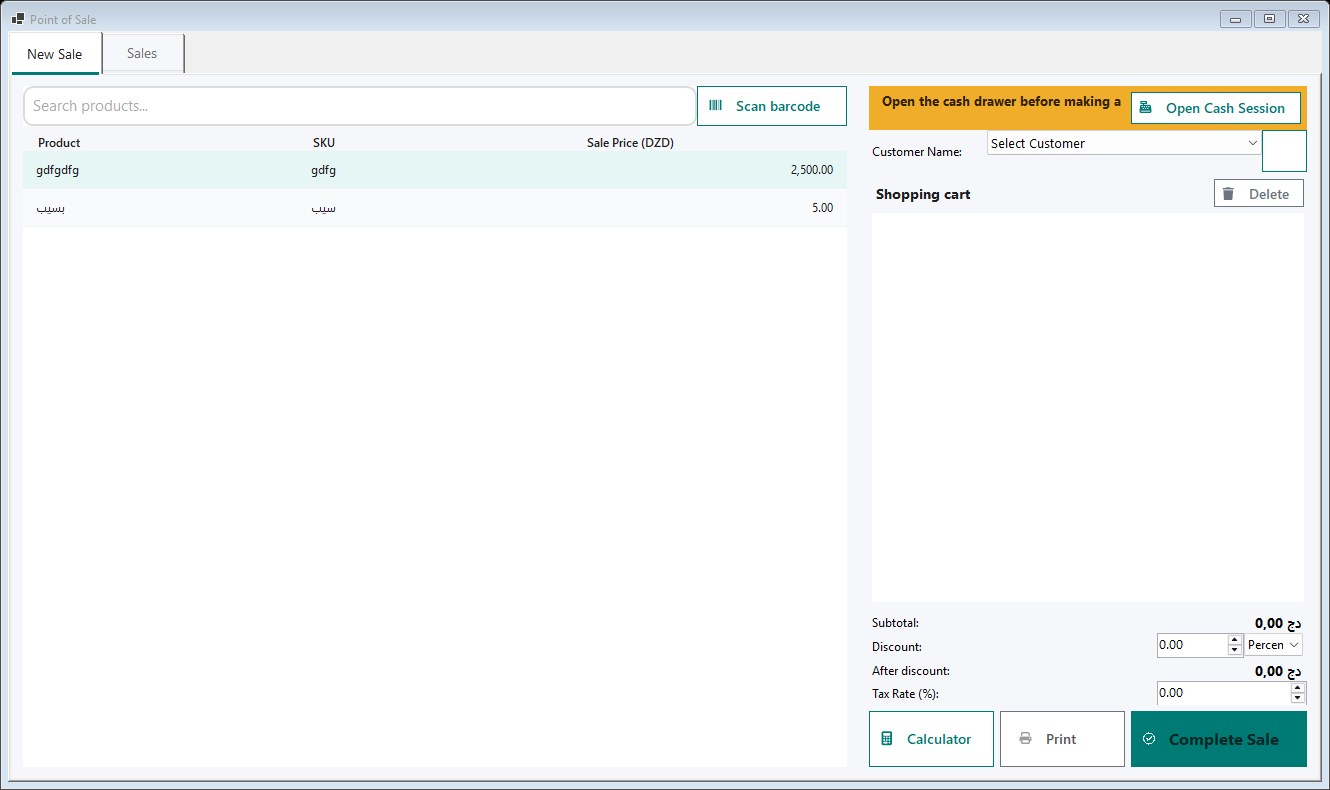 Point of Sale
New Sale Sales
Search products...
Scan barcode
Product SKU Sale Price (DZD)
gdfgdfg gdfg 2,500.00
بسيب سيب 5.00
Open the cash drawer before making a
Open Cash Session
Customer Name: Select Customer
Shopping cart
Delete
Subtotal: 0,00 دج
Discount: 0.00 Percen
After discount: 0,00 دج
Tax Rate (%): 0.00
Calculator Print Complete Sale